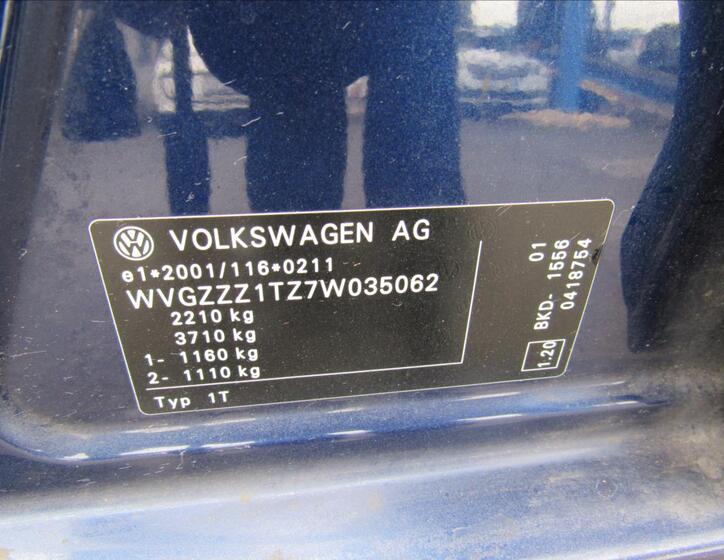 VOLKSWAGEN AG
e1*2001/116*0211
WVGZZZ1TZ7W035062
2210 kg
3710 kg
1- 1160 kg
2- 1110 kg
Typ 1T
01
BKD- 1556
0418754
1.20